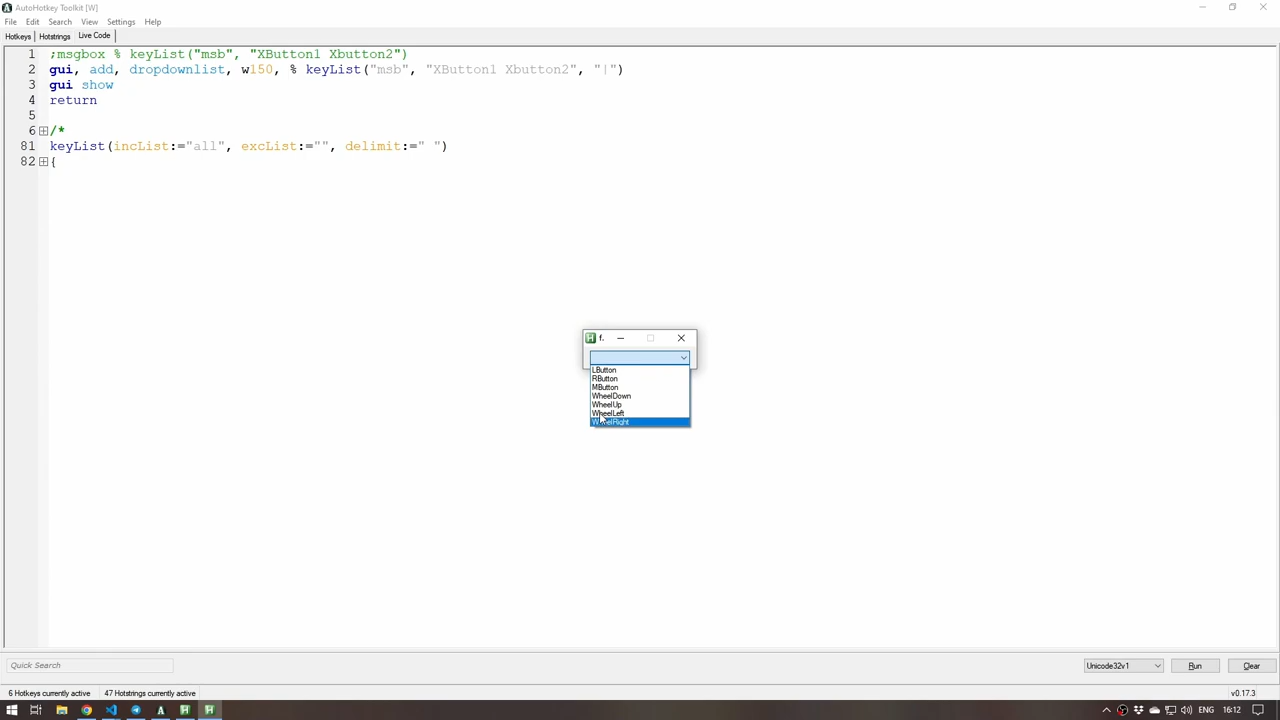 AutoHotkey Toolkit [W]
File Edit Search View Settings Help
Hotkeys Hotstrings Live Code
1 ;msgbox % keyList("msb", "XButton1 Xbutton2")
2 gui, add, dropdownlist, w150, % keyList("msb", "XButton1 Xbutton2", "|")
3 gui show
4 return
5
6 /*
81 keyList(incList:="all", excList:="", delimit:=" ")
82 {
f.
LButton
RButton
MButton
WheelDown
WheelUp
WheelLeft
WheelRight
Quick Search
Unicode32v1 Run Clear
6 Hotkeys currently active 47 Hotstrings currently active v0.17.3
ENG 16:12